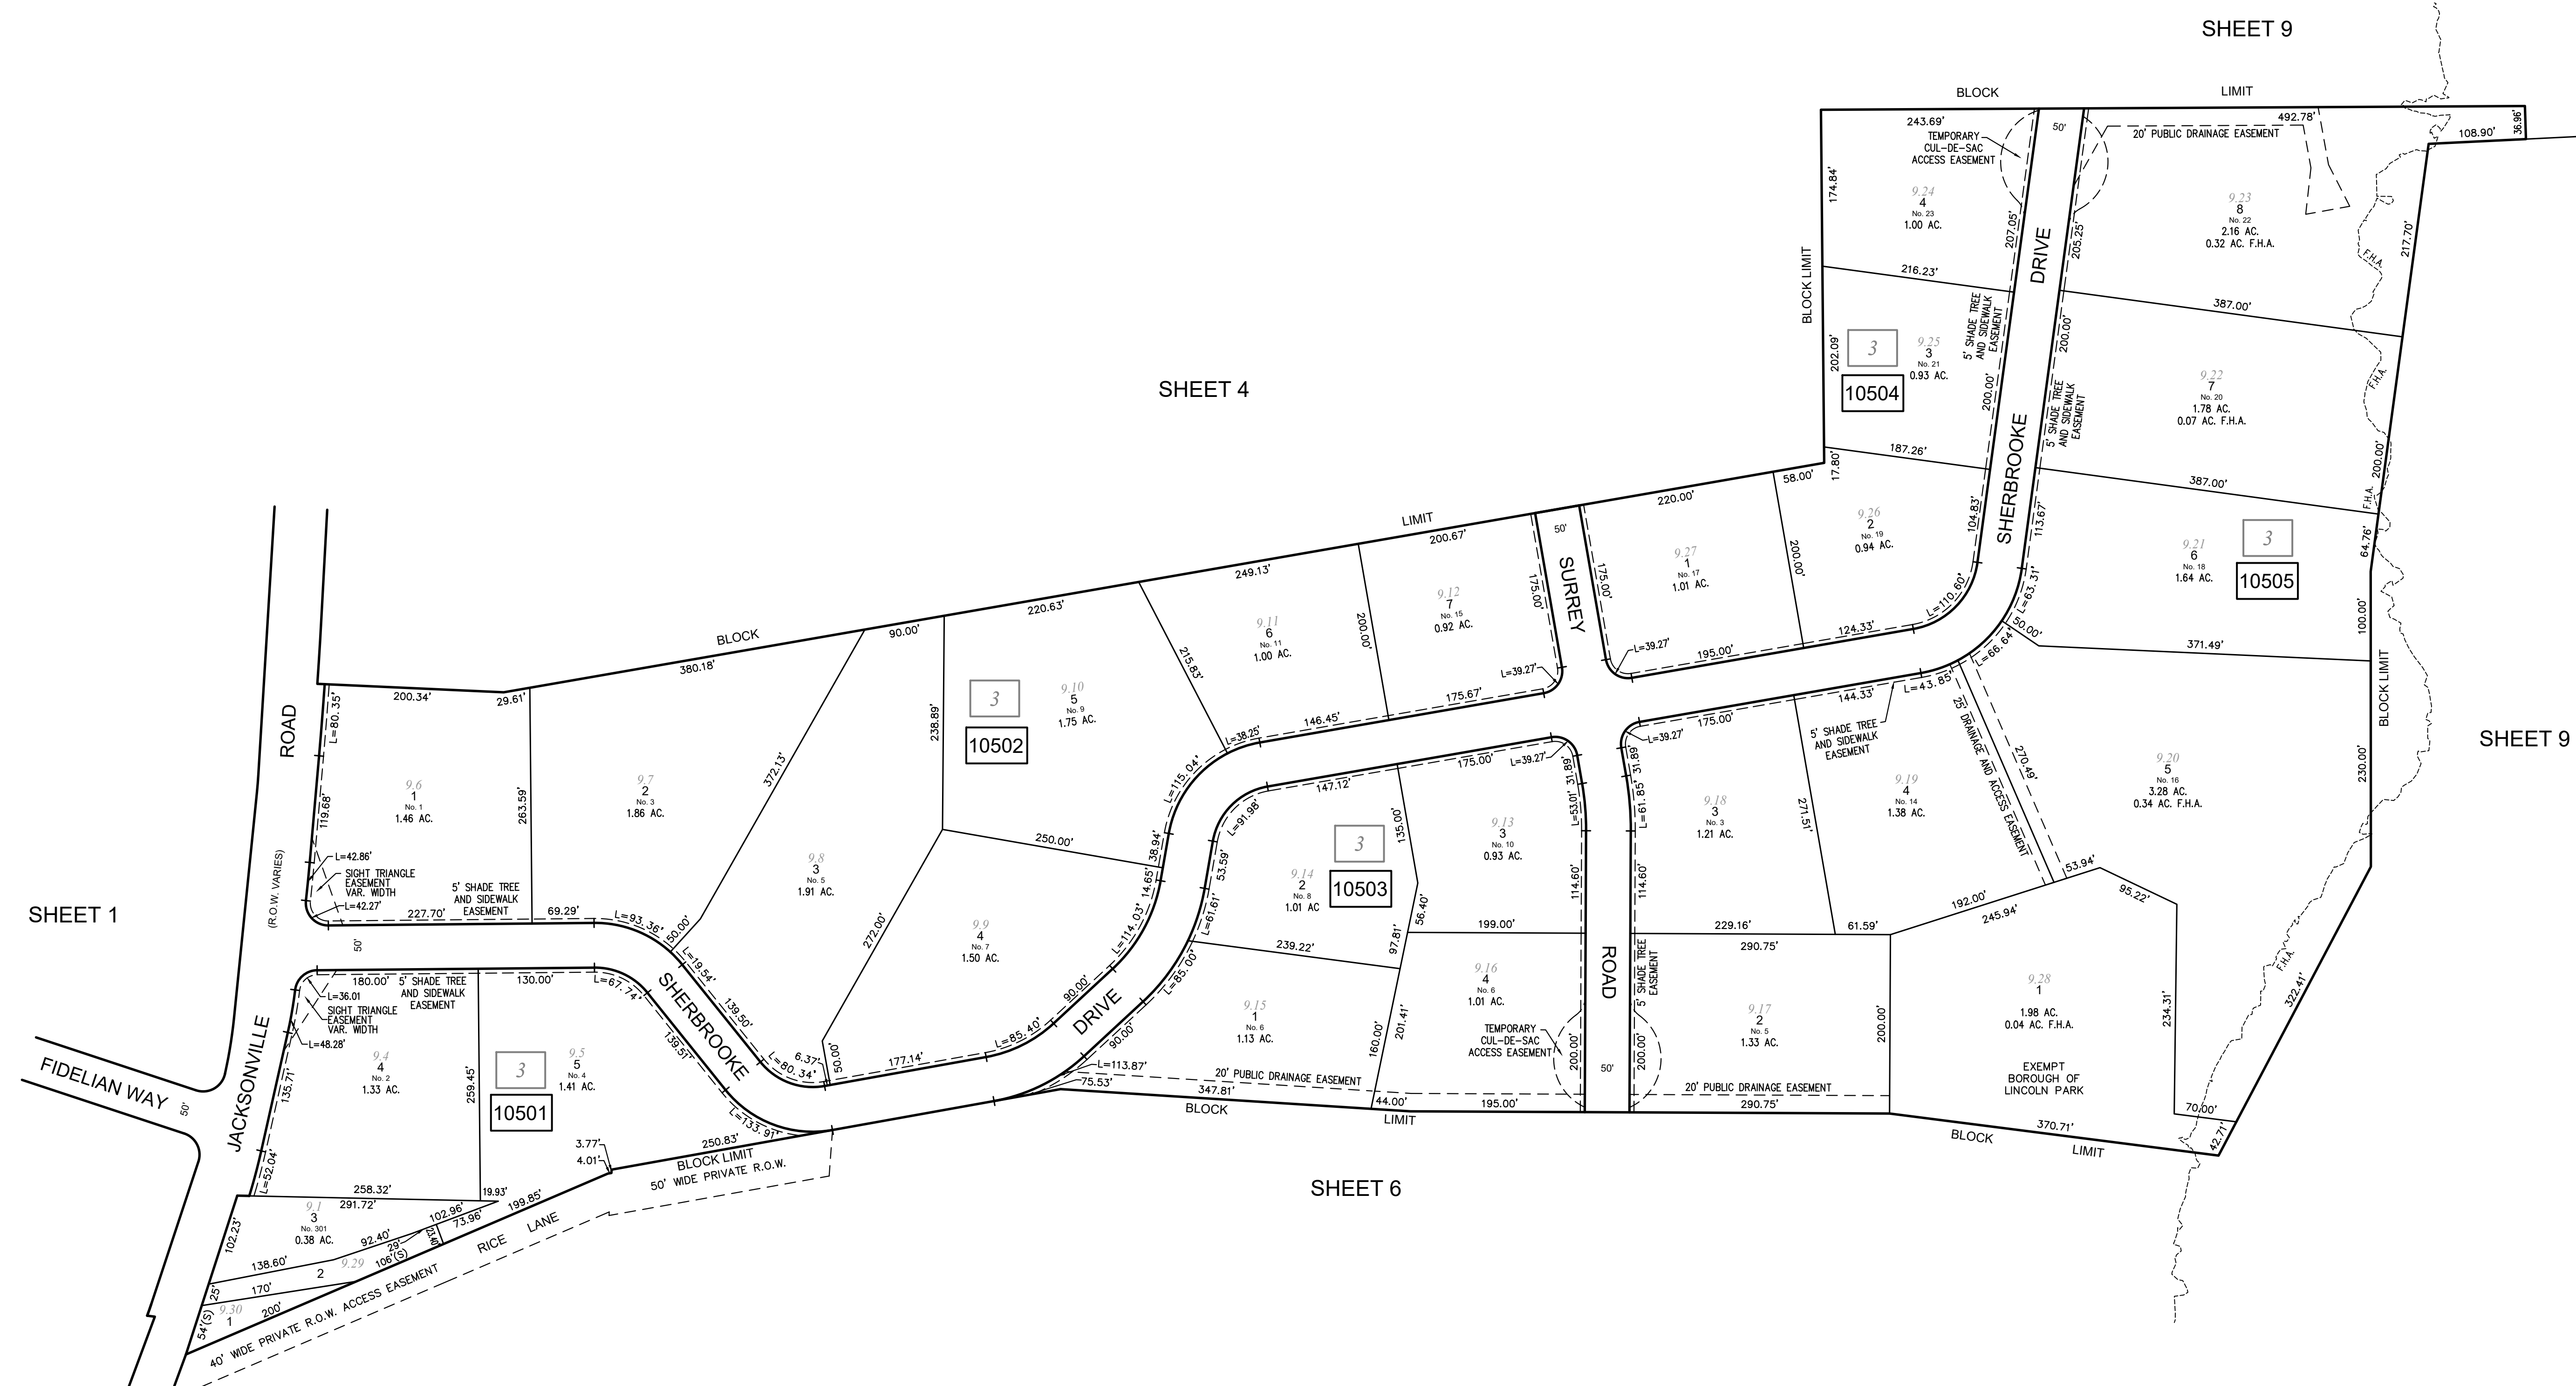 SHEET 9
BLOCK
LIMIT
243.69'
TEMPORARY
CUL-DE-SAC
ACCESS EASEMENT
50'
20' PUBLIC DRAINAGE EASEMENT
492.78'
108.90'
36.96'
174.84'
9.24
4
No. 23
1.00 AC.
207.05'
DRIVE
205.25'
9.23
8
No. 22
2.16 AC.
0.32 AC. F.H.A.
F.H.A.
217.70'
BLOCK LIMIT
216.23'
387.00'
5' SHADE TREE
AND SIDEWALK
EASEMENT
200.00'
202.09'
3
10504
9.25
3
No. 21
0.93 AC.
200.00'
SHEET 4
5' SHADE TREE
AND SIDEWALK
EASEMENT
9.22
7
No. 20
1.78 AC.
0.07 AC. F.H.A.
F.H.A.
187.26'
17.80'
SHERBROOKE
387.00'
200.00'
F.H.A.
58.00'
220.00'
104.83'
113.67'
9.26
2
No. 19
0.94 AC.
3
10505
9.21
6
No. 18
1.64 AC.
64.76'
LIMIT
200.67'
50'
249.13'
175.00'
SURREY
175.00'
9.27
1
No. 17
1.01 AC.
200.00'
L=110.60'
L=63.31'
100.00'
220.63'
BLOCK
90.00'
380.18'
9.11
6
No. 11
1.00 AC.
200.00'
9.12
7
No. 15
0.92 AC.
L=39.27'
L=39.27'
195.00'
124.33'
50.00'
L=66.64'
371.49'
BLOCK LIMIT
200.34'
29.61'
215.83'
L=43.85'
144.33'
175.00'
175.67'
146.45'
L=38.25'
3
10502
9.10
5
No. 9
1.75 AC.
238.89'
ROAD
L=80.35'
5' SHADE TREE
AND SIDEWALK
EASEMENT
25' DRAINAGE AND ACCESS EASEMENT
270.49'
SHEET 9
230.00'
L=39.27'
L=39.27'
175.00'
147.12'
31.89'
31.89'
9.20
5
No. 16
3.28 AC.
0.34 AC. F.H.A.
9.19
4
No. 14
1.38 AC.
372.13'
9.6
1
No. 1
1.46 AC.
119.68'
263.59'
9.7
2
No. 3
1.86 AC.
L=115.04'
L=91.98'
L=53.01'
L=61.85'
9.18
3
No. 3
1.21 AC.
271.51'
250.00'
38.94'
14.65'
53.59'
135.00'
3
10503
9.13
3
No. 10
0.93 AC.
9.14
2
No. 8
1.01 AC
9.8
3
No. 5
1.91 AC.
(R.O.W. VARIES)
L=42.86'
SIGHT TRIANGLE
EASEMENT
VAR. WIDTH
L=42.27'
5' SHADE TREE
AND SIDEWALK
EASEMENT
227.70'
69.29'
L=93.36'
50.00'
L=19.54'
272.00'
9.9
4
No. 7
1.50 AC.
L=114.03'
L=61.61'
56.40'
114.60'
114.60'
53.94'
95.22'
192.00'
245.94'
SHEET 1
239.22'
97.81'
199.00'
229.16'
61.59'
290.75'
50'
180.00'
5' SHADE TREE
AND SIDEWALK
EASEMENT
130.00'
L=67.74'
SHERBROOKE
139.50'
90.00'
L=85.00'
9.16
4
No. 6
1.01 AC.
ROAD
5' SHADE TREE
EASEMENT
F.H.A.
9.28
1
1.98 AC.
0.04 AC. F.H.A.
234.31'
322.41'
L=36.01
SIGHT TRIANGLE
EASEMENT
VAR. WIDTH
L=48.28'
DRIVE
9.15
1
No. 6
1.13 AC.
201.41'
160.00'
TEMPORARY
CUL-DE-SAC
ACCESS EASEMENT
200.00'
50'
200.00'
9.17
2
No. 5
1.33 AC.
200.00'
FIDELIAN WAY
50'
JACKSONVILLE
135.71'
9.4
4
No. 2
1.33 AC.
259.45'
3
10501
9.5
5
No. 4
1.41 AC.
139.51'
6.37'
L=80.34'
50.00'
177.14'
L=85.40'
90.00'
L=113.87'
75.53'
20' PUBLIC DRAINAGE EASEMENT
347.81'
44.00'
195.00'
20' PUBLIC DRAINAGE EASEMENT
290.75'
EXEMPT
BOROUGH OF
LINCOLN PARK
70.00'
BLOCK
LIMIT
370.71'
42.71'
BLOCK
LIMIT
L=133.91'
250.83'
3.77'
4.01'
BLOCK LIMIT
50' WIDE PRIVATE R.O.W.
SHEET 6
L=52.04'
258.32'
19.93'
291.72'
9.1
3
No. 301
0.38 AC.
102.23'
102.96'
73.96'
199.85'
RICE LANE
92.40'
29'
23.40'
106'(S)
138.60'
2
9.29
170'
25'
9.30
1
200'
54'(S)
40' WIDE PRIVATE R.O.W. ACCESS EASEMENT